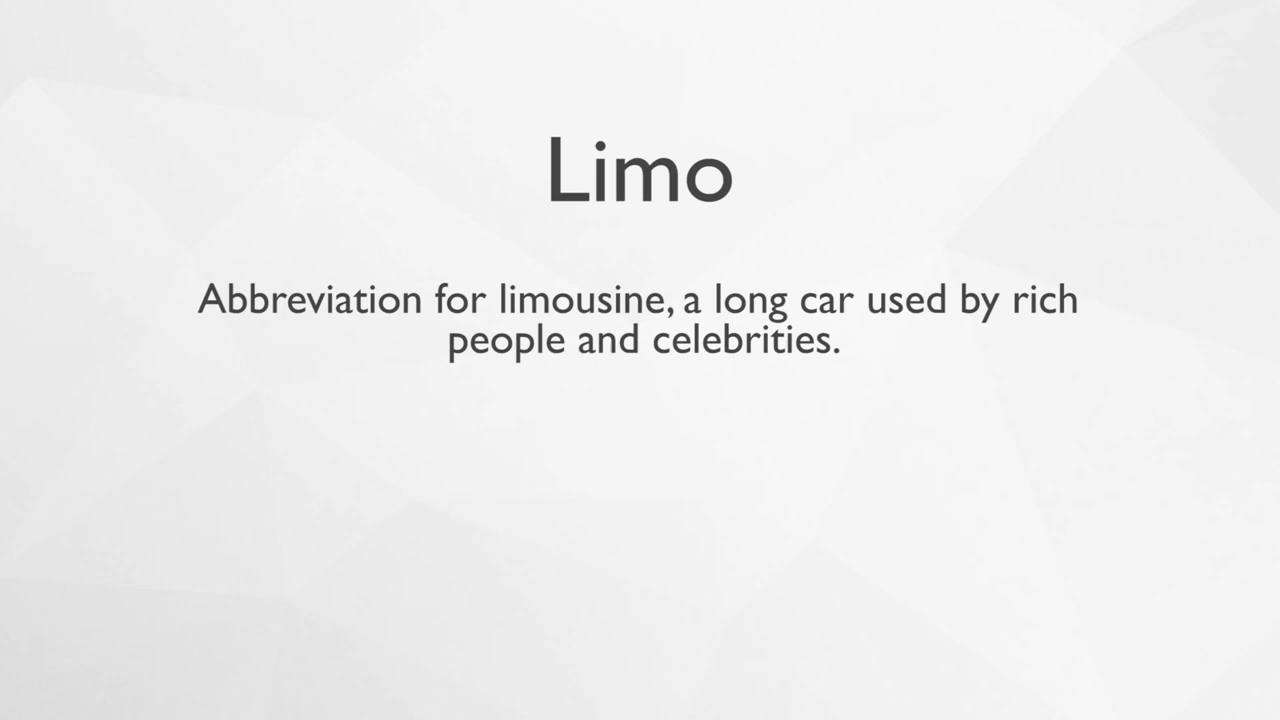 Limo
Abbreviation for limousine, a long car used by rich
people and celebrities.